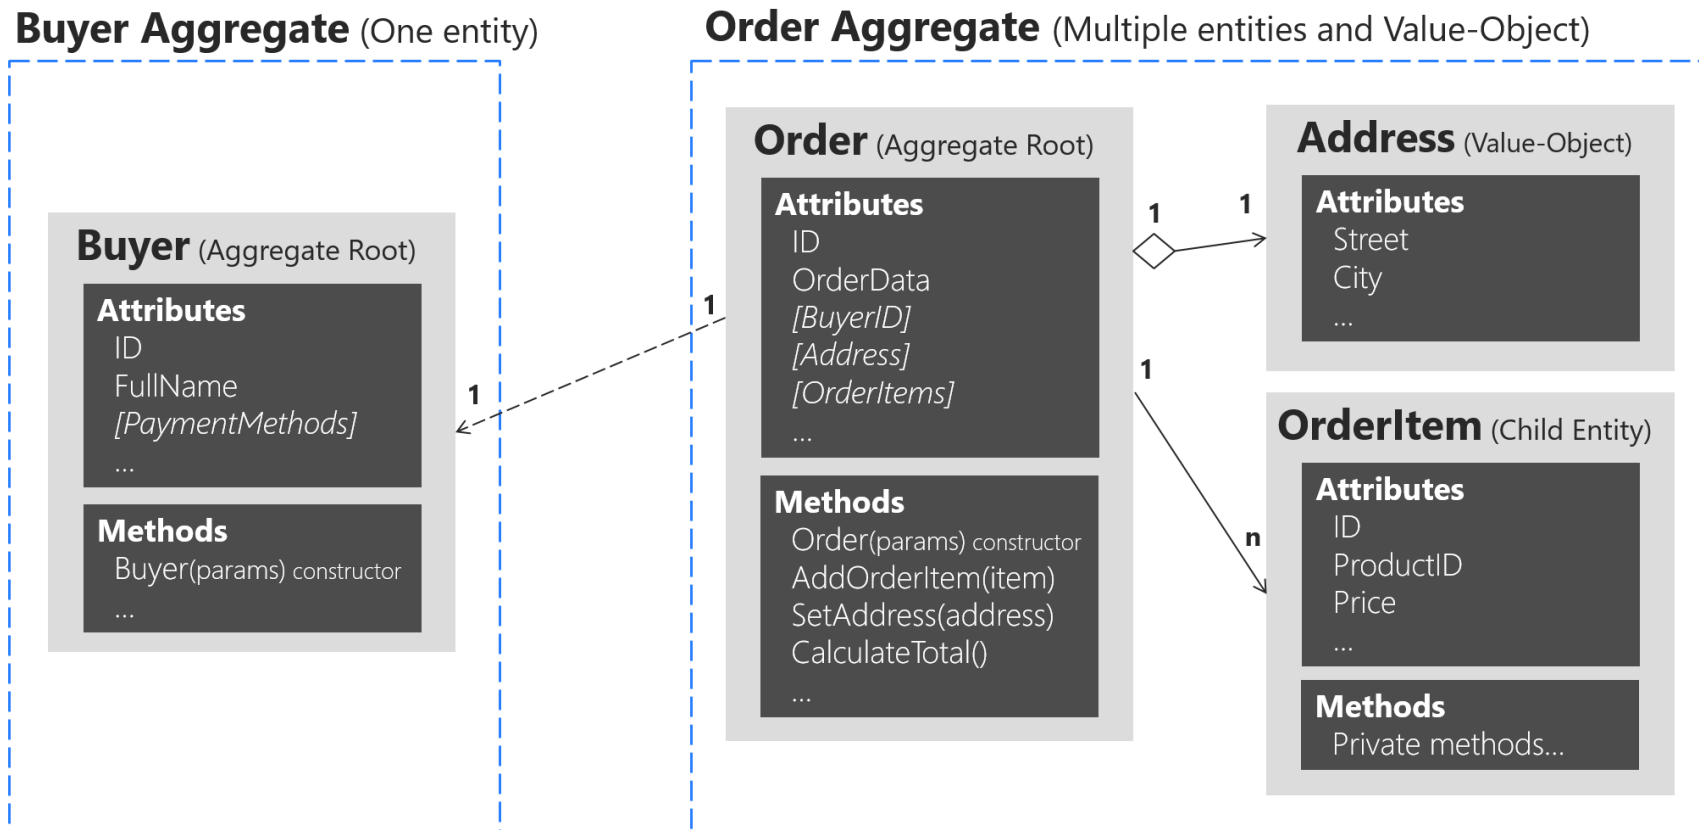 Buyer Aggregate (One entity)
Buyer (Aggregate Root)
Attributes
ID
FullName
[PaymentMethods]
...
Methods
Buyer(params) constructor
...
1
1
Order Aggregate (Multiple entities and Value-Object)
Order (Aggregate Root)
Attributes
ID
OrderData
[BuyerID]
[Address]
[OrderItems]
...
Methods
Order(params) constructor
AddOrderItem(item)
SetAddress(address)
CalculateTotal()
...
1
1
1
n
Address (Value-Object)
Attributes
Street
City
...
OrderItem (Child Entity)
Attributes
ID
ProductID
Price
...
Methods
Private methods...